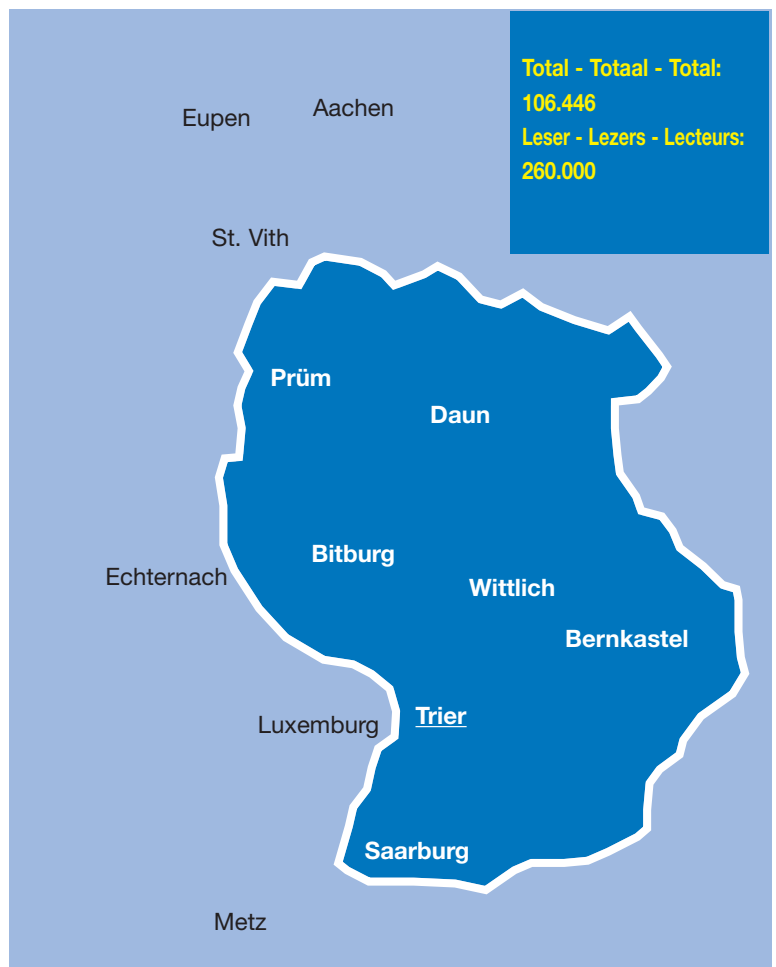 Total - Totaal - Total:
106.446
Leser - Lezers - Lecteurs:
260.000
Aachen
Eupen
St. Vith
Prüm
Daun
Bitburg
Echternach
Wittlich
Bernkastel
Trier
Luxemburg
Saarburg
Metz